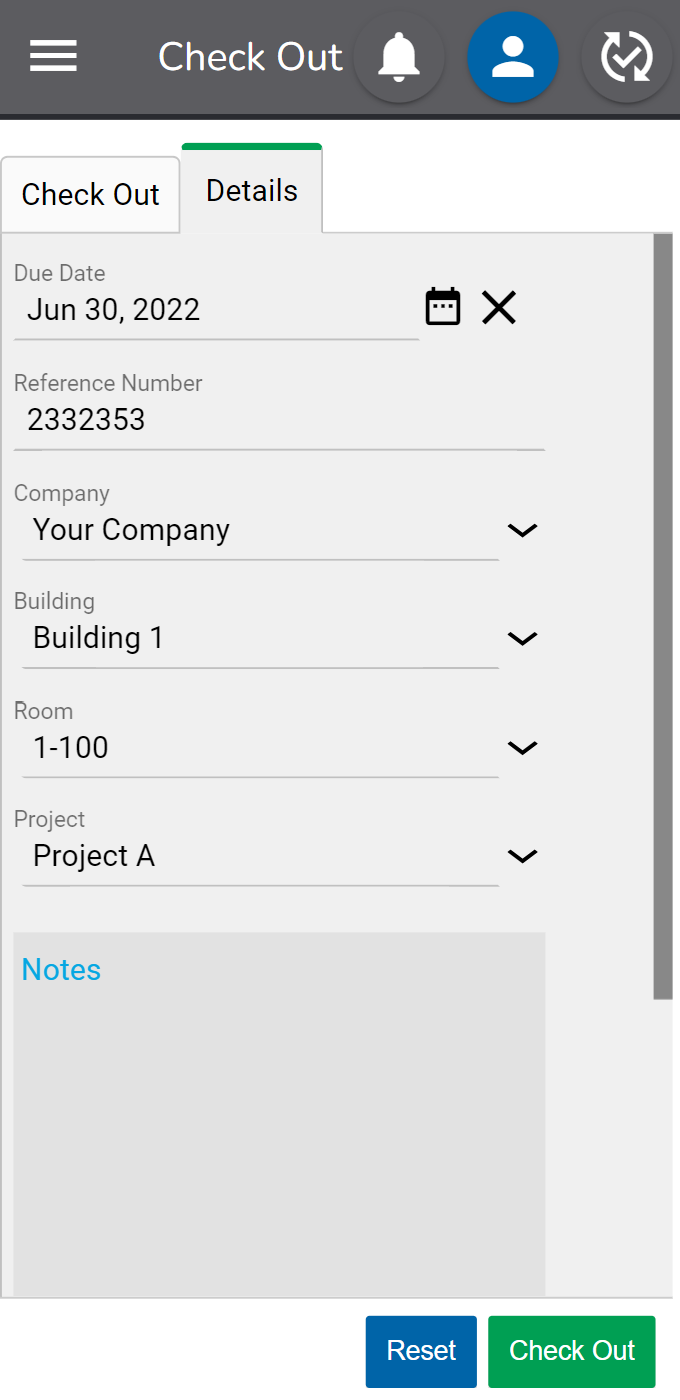 Check Out
Check Out
Details
Due Date
Jun 30, 2022
Reference Number
2332353
Company
Your Company
Building
Building 1
Room
1-100
Project
Project A
Notes
Reset
Check Out